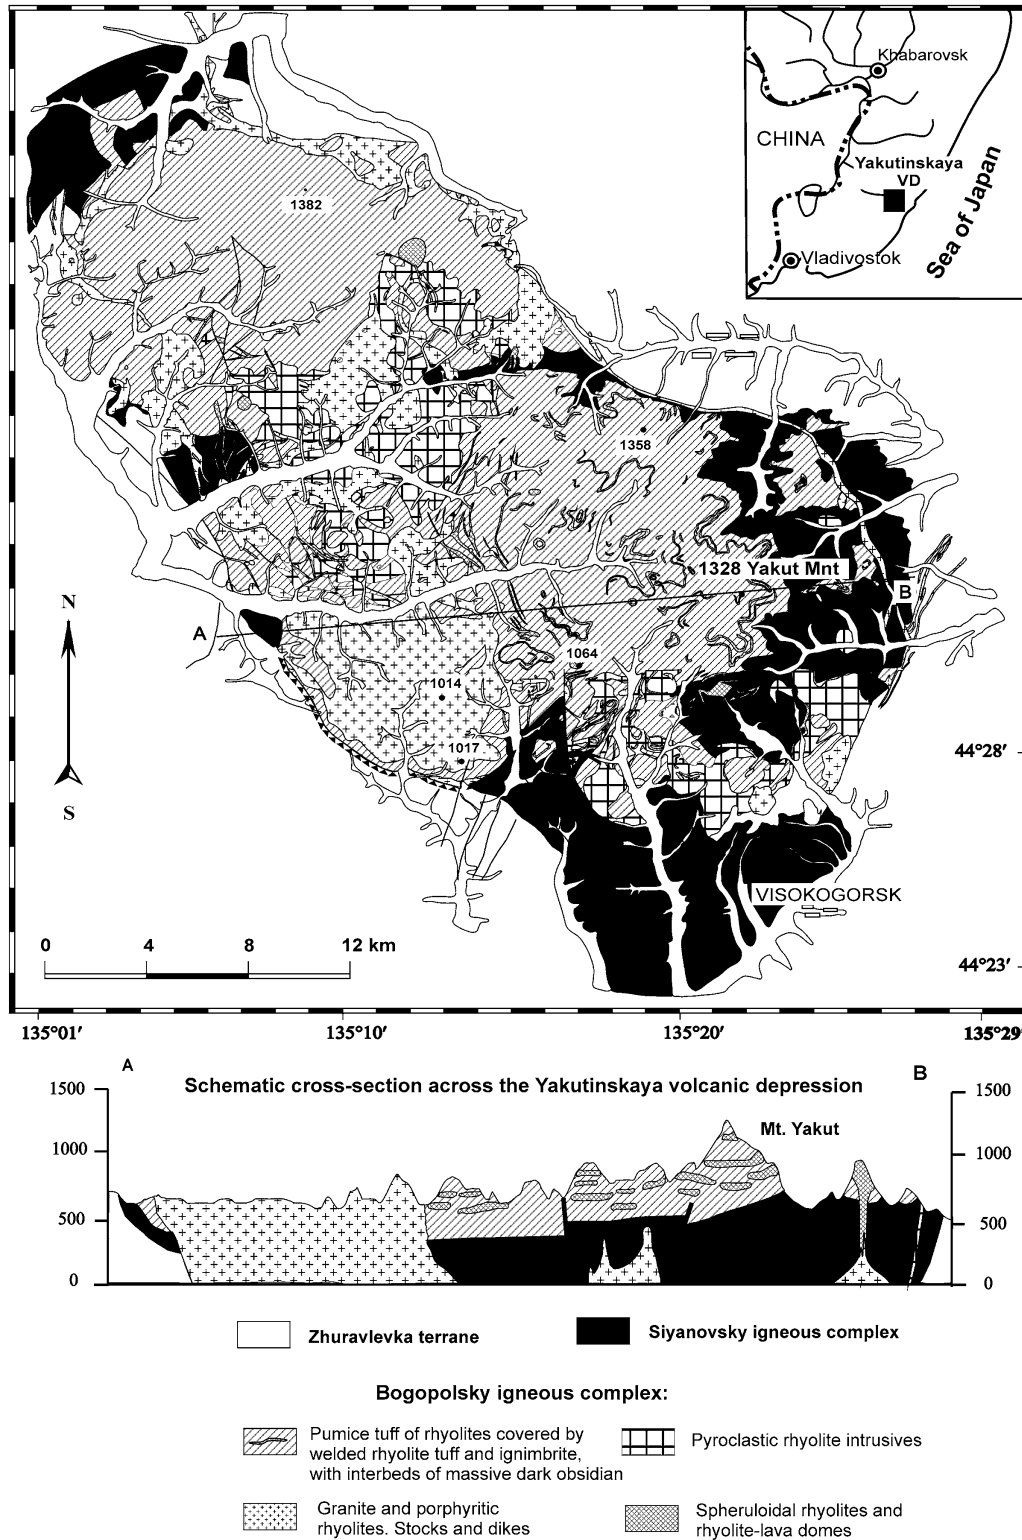 Khabarovsk
CHINA
Yakutinskaya
VD
Sea of Japan
Vladivostok
1382
1358
1328 Yakut Mnt
B
A
1064
1014
1017
N
S
44°28′
VISOKOGORSK
0 4 8 12 km
44°23′
135°01′ 135°10′ 135°20′ 135°29″
A B
Schematic cross-section across the Yakutinskaya volcanic depression
1500 1500
Mt. Yakut
1000 1000
500 500
0 0
Zhuravlevka terrane
Siyanovsky igneous complex
Bogopolsky igneous complex:
Pumice tuff of rhyolites covered by
welded rhyolite tuff and ignimbrite,
with interbeds of massive dark obsidian
Pyroclastic rhyolite intrusives
Granite and porphyritic
rhyolites. Stocks and dikes
Spheruloidal rhyolites and
rhyolite-lava domes